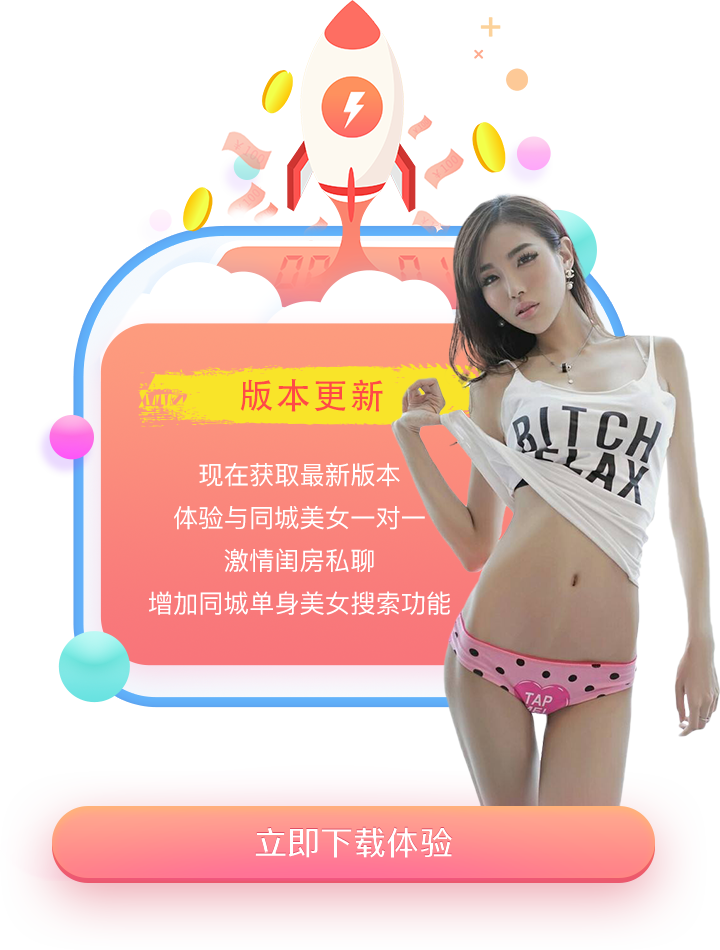 版本更新
现在获取最新版本
体验与同城美女一对一
激情闺房私聊
增加同城单身美女搜索功能
BITCH
RELAX
TAP
ME!
立即下载体验